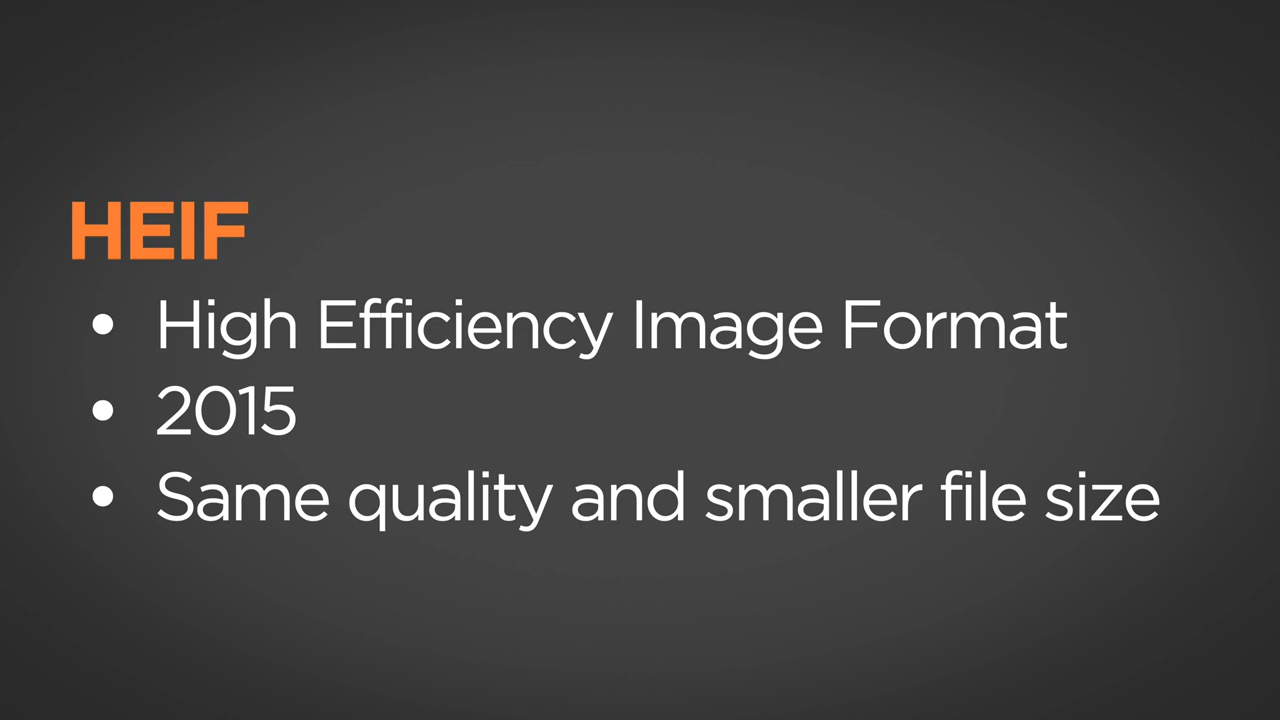 HEIF
• High Efficiency Image Format
• 2015
• Same quality and smaller file size